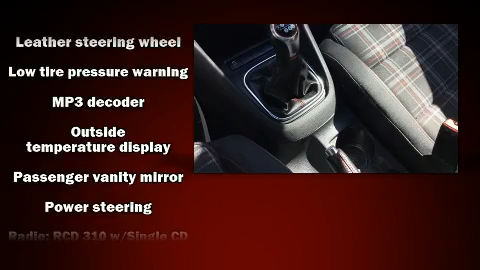 Leather steering wheel
Low tire pressure warning
MP3 decoder
Outside
temperature display
Passenger vanity mirror
Power steering
Radio: RCD 310 w/Single CD